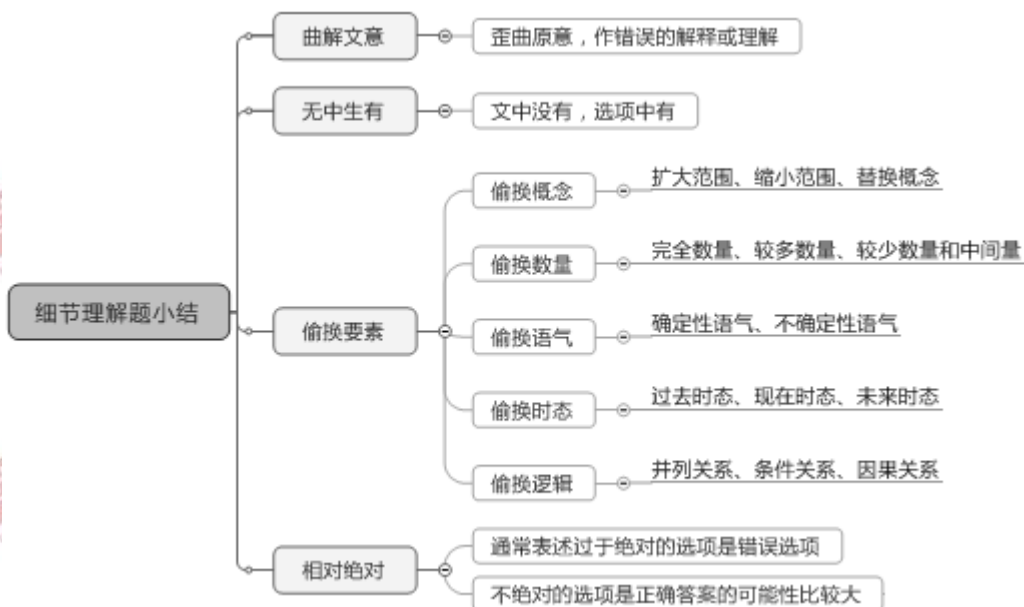 细节理解题小结
曲解文意
歪曲原意，作错误的解释或理解
无中生有
文中没有，选项中有
偷换要素
偷换概念
扩大范围、缩小范围、替换概念
偷换数量
完全数量、较多数量、较少数量和中间量
偷换语气
确定性语气、不确定性语气
偷换时态
过去时态、现在时态、未来时态
偷换逻辑
并列关系、条件关系、因果关系
相对绝对
通常表述过于绝对的选项是错误选项
不绝对的选项是正确答案的可能性比较大